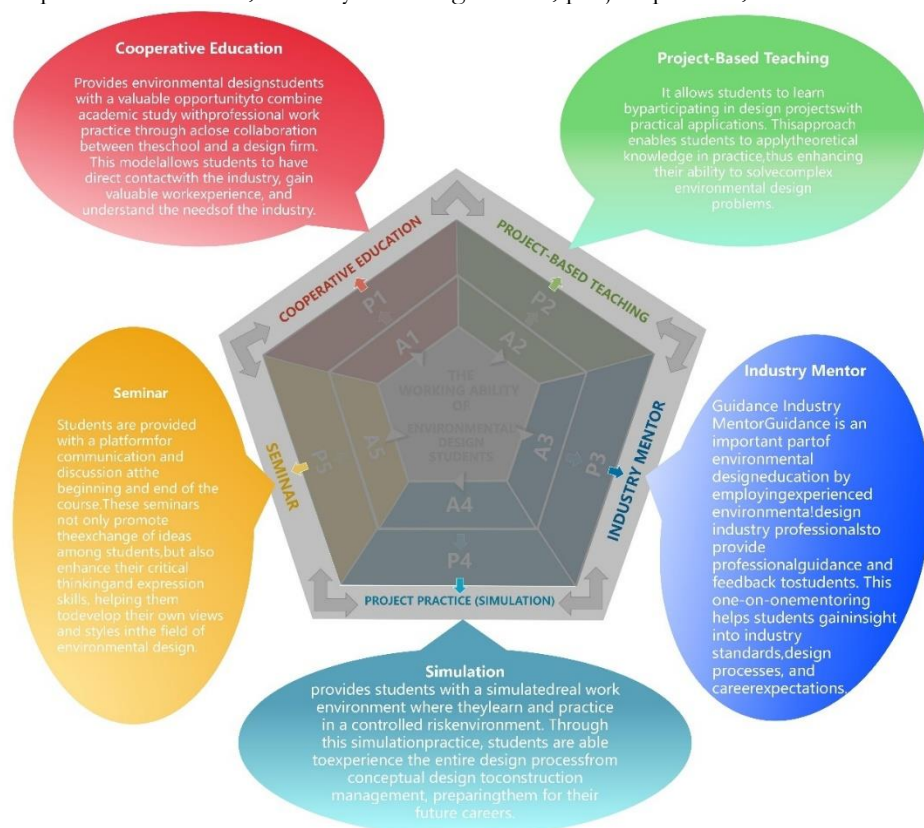 Cooperative Education
Provides environmental designstudents
with a valuable opportunityto combine
academic study withprofessional work
practice through aclose collaboration
between theschool and a design firm.
This modelallows students to have
direct contactwith the industry, gain
valuable workexperience, and
understand the needsof the industry.
Project-Based Teaching
It allows students to learn
byparticipating in design projectswith
practical applications. Thisapproach
enables students to applytheoretical
knowledge in practice,thus enhancing
their ability to solvecomplex
environmental design
problems.
COOPERATIVE EDUCATION
PROJECT-BASED TEACHING
P1
P2
A1
A2
THE
WORKING ABILITY
OF
ENVIRONMENTAL
DESIGN
STUDENTS
A5
A3
P5
P3
SEMINAR
INDUSTRY MENTOR
A4
P4
PROJECT PRACTICE (SIMULATION)
Seminar
Students are provided
with a platformfor
communication and
discussion atthe
beginning and end of the
course.These seminars
not only promote
theexchange of ideas
among students,but also
enhance their critical
thinkingand expression
skills, helping them
todevelop their own views
and styles inthe field of
environmental design.
Industry Mentor
Guidance Industry
MentorGuidance is an
important partof
environmental
designeducation by
employingexperienced
environmenta!design
industry professionalsto
provide
professionalguidance and
feedback tostudents. This
one-on-onementoring
helps students gaininsight
into industry
standards,design
processes, and
careerexpectations.
Simulation
provides students with a simulatedreal work
environment where theylearn and practice
in a controlled riskenvironment. Through
this simulationpractice, students are able
toexperience the entire design processfrom
conceptual design toconstruction
management, preparingthem for their
future careers.